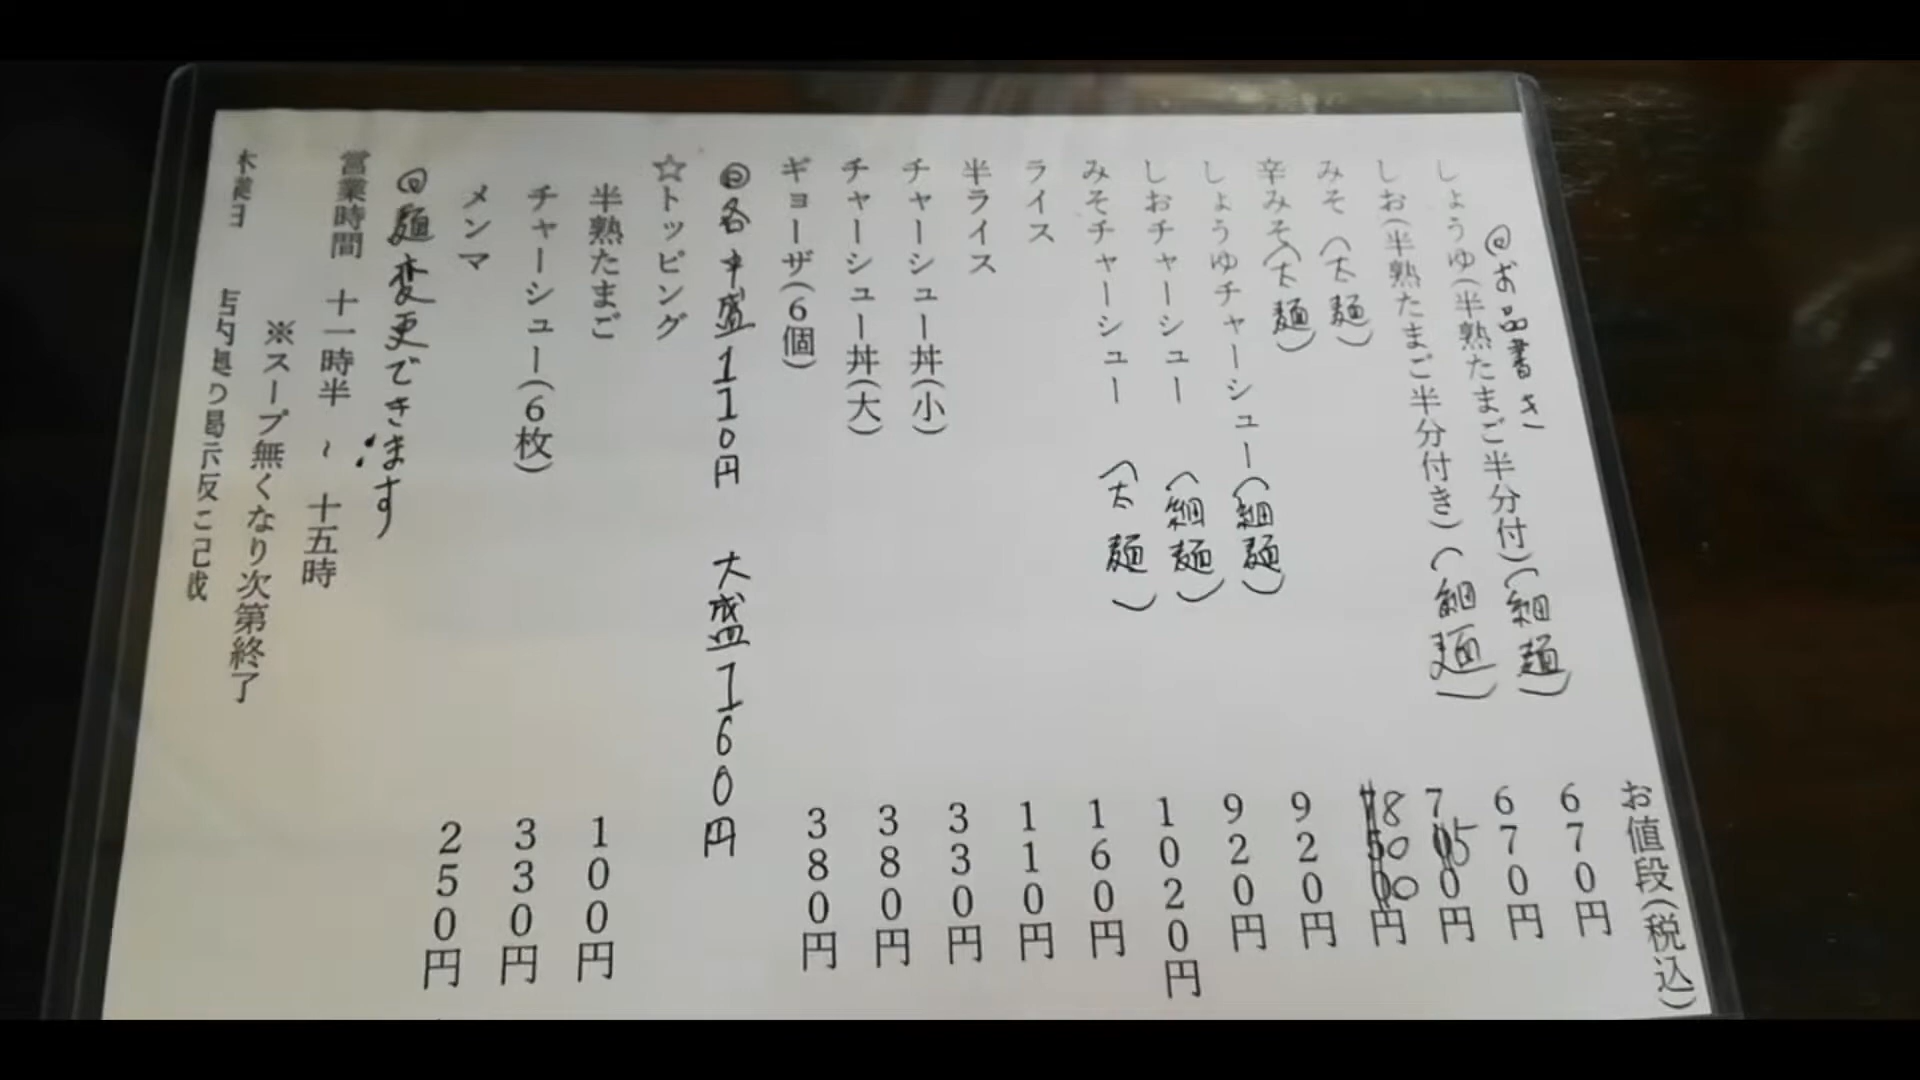 お値段(税込)
◎お品書き
しょうゆ(半熟たまご半分付)(細麺) 670円
しお(半熟たまご半分付き)(細麺) 670円
みそ(太麺) 750円
辛みそ(太麺) 800円
しょうゆチャーシュー(細麺) 920円
しおチャーシュー(細麺) 920円
みそチャーシュー(太麺) 1020円
ライス 160円
半ライス 110円
チャーシュー丼(小) 330円
チャーシュー丼(大) 380円
ギョーザ(6個) 380円
◎各中盛110円 大盛160円
☆トッピング
半熟たまご 100円
チャーシュー(6枚) 330円
メンマ 250円
◎麺変更できます
営業時間 十一時半 ~ 十五時
※スープ無くなり次第終了